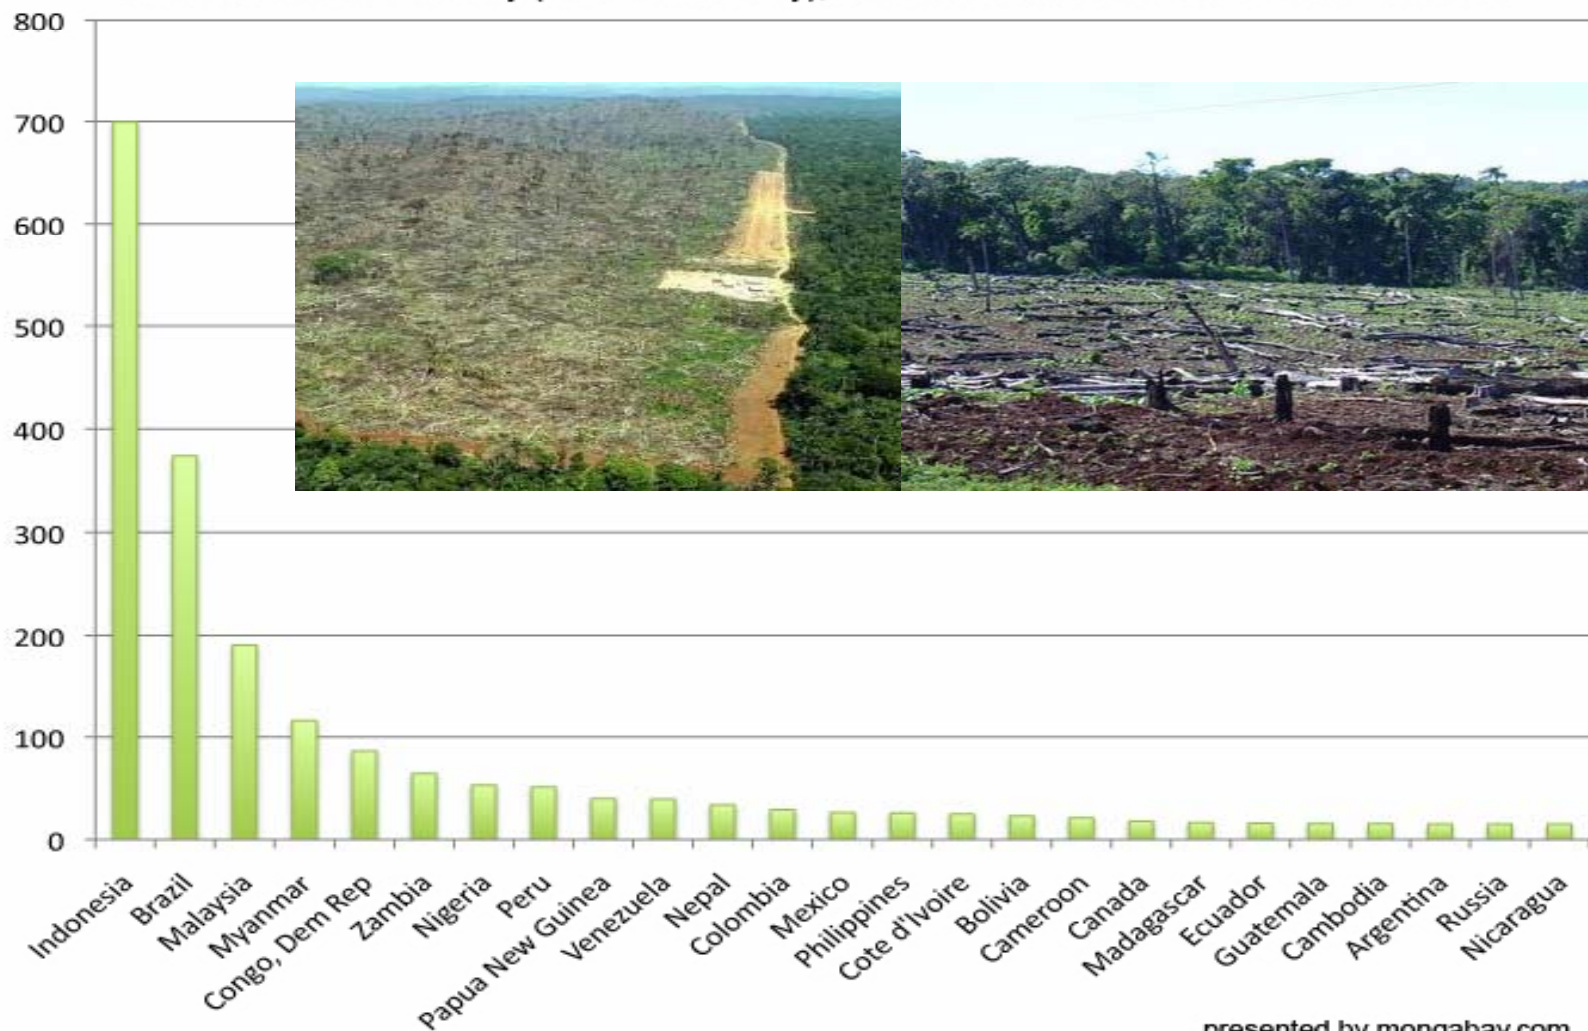 800
700
600
500
400
300
200
100
0
Indonesia
Brazil
Malaysia
Myanmar
Congo, Dem Rep
Zambia
Nigeria
Peru
Papua New Guinea
Venezuela
Nepal
Colombia
Mexico
Philippines
Cote d'Ivoire
Bolivia
Cameroon
Canada
Madagascar
Ecuador
Guatemala
Cambodia
Argentina
Russia
Nicaragua
presented by mongabay.com